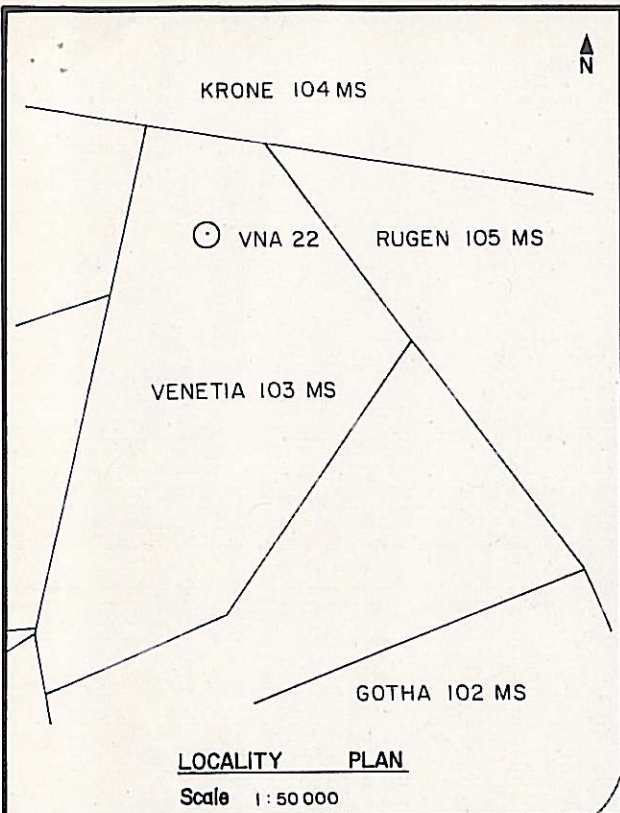 N
KRONE 104 MS
VNA 22
RUGEN 105 MS
VENETIA 103 MS
GOTHA 102 MS
LOCALITY PLAN
Scale 1:50 000